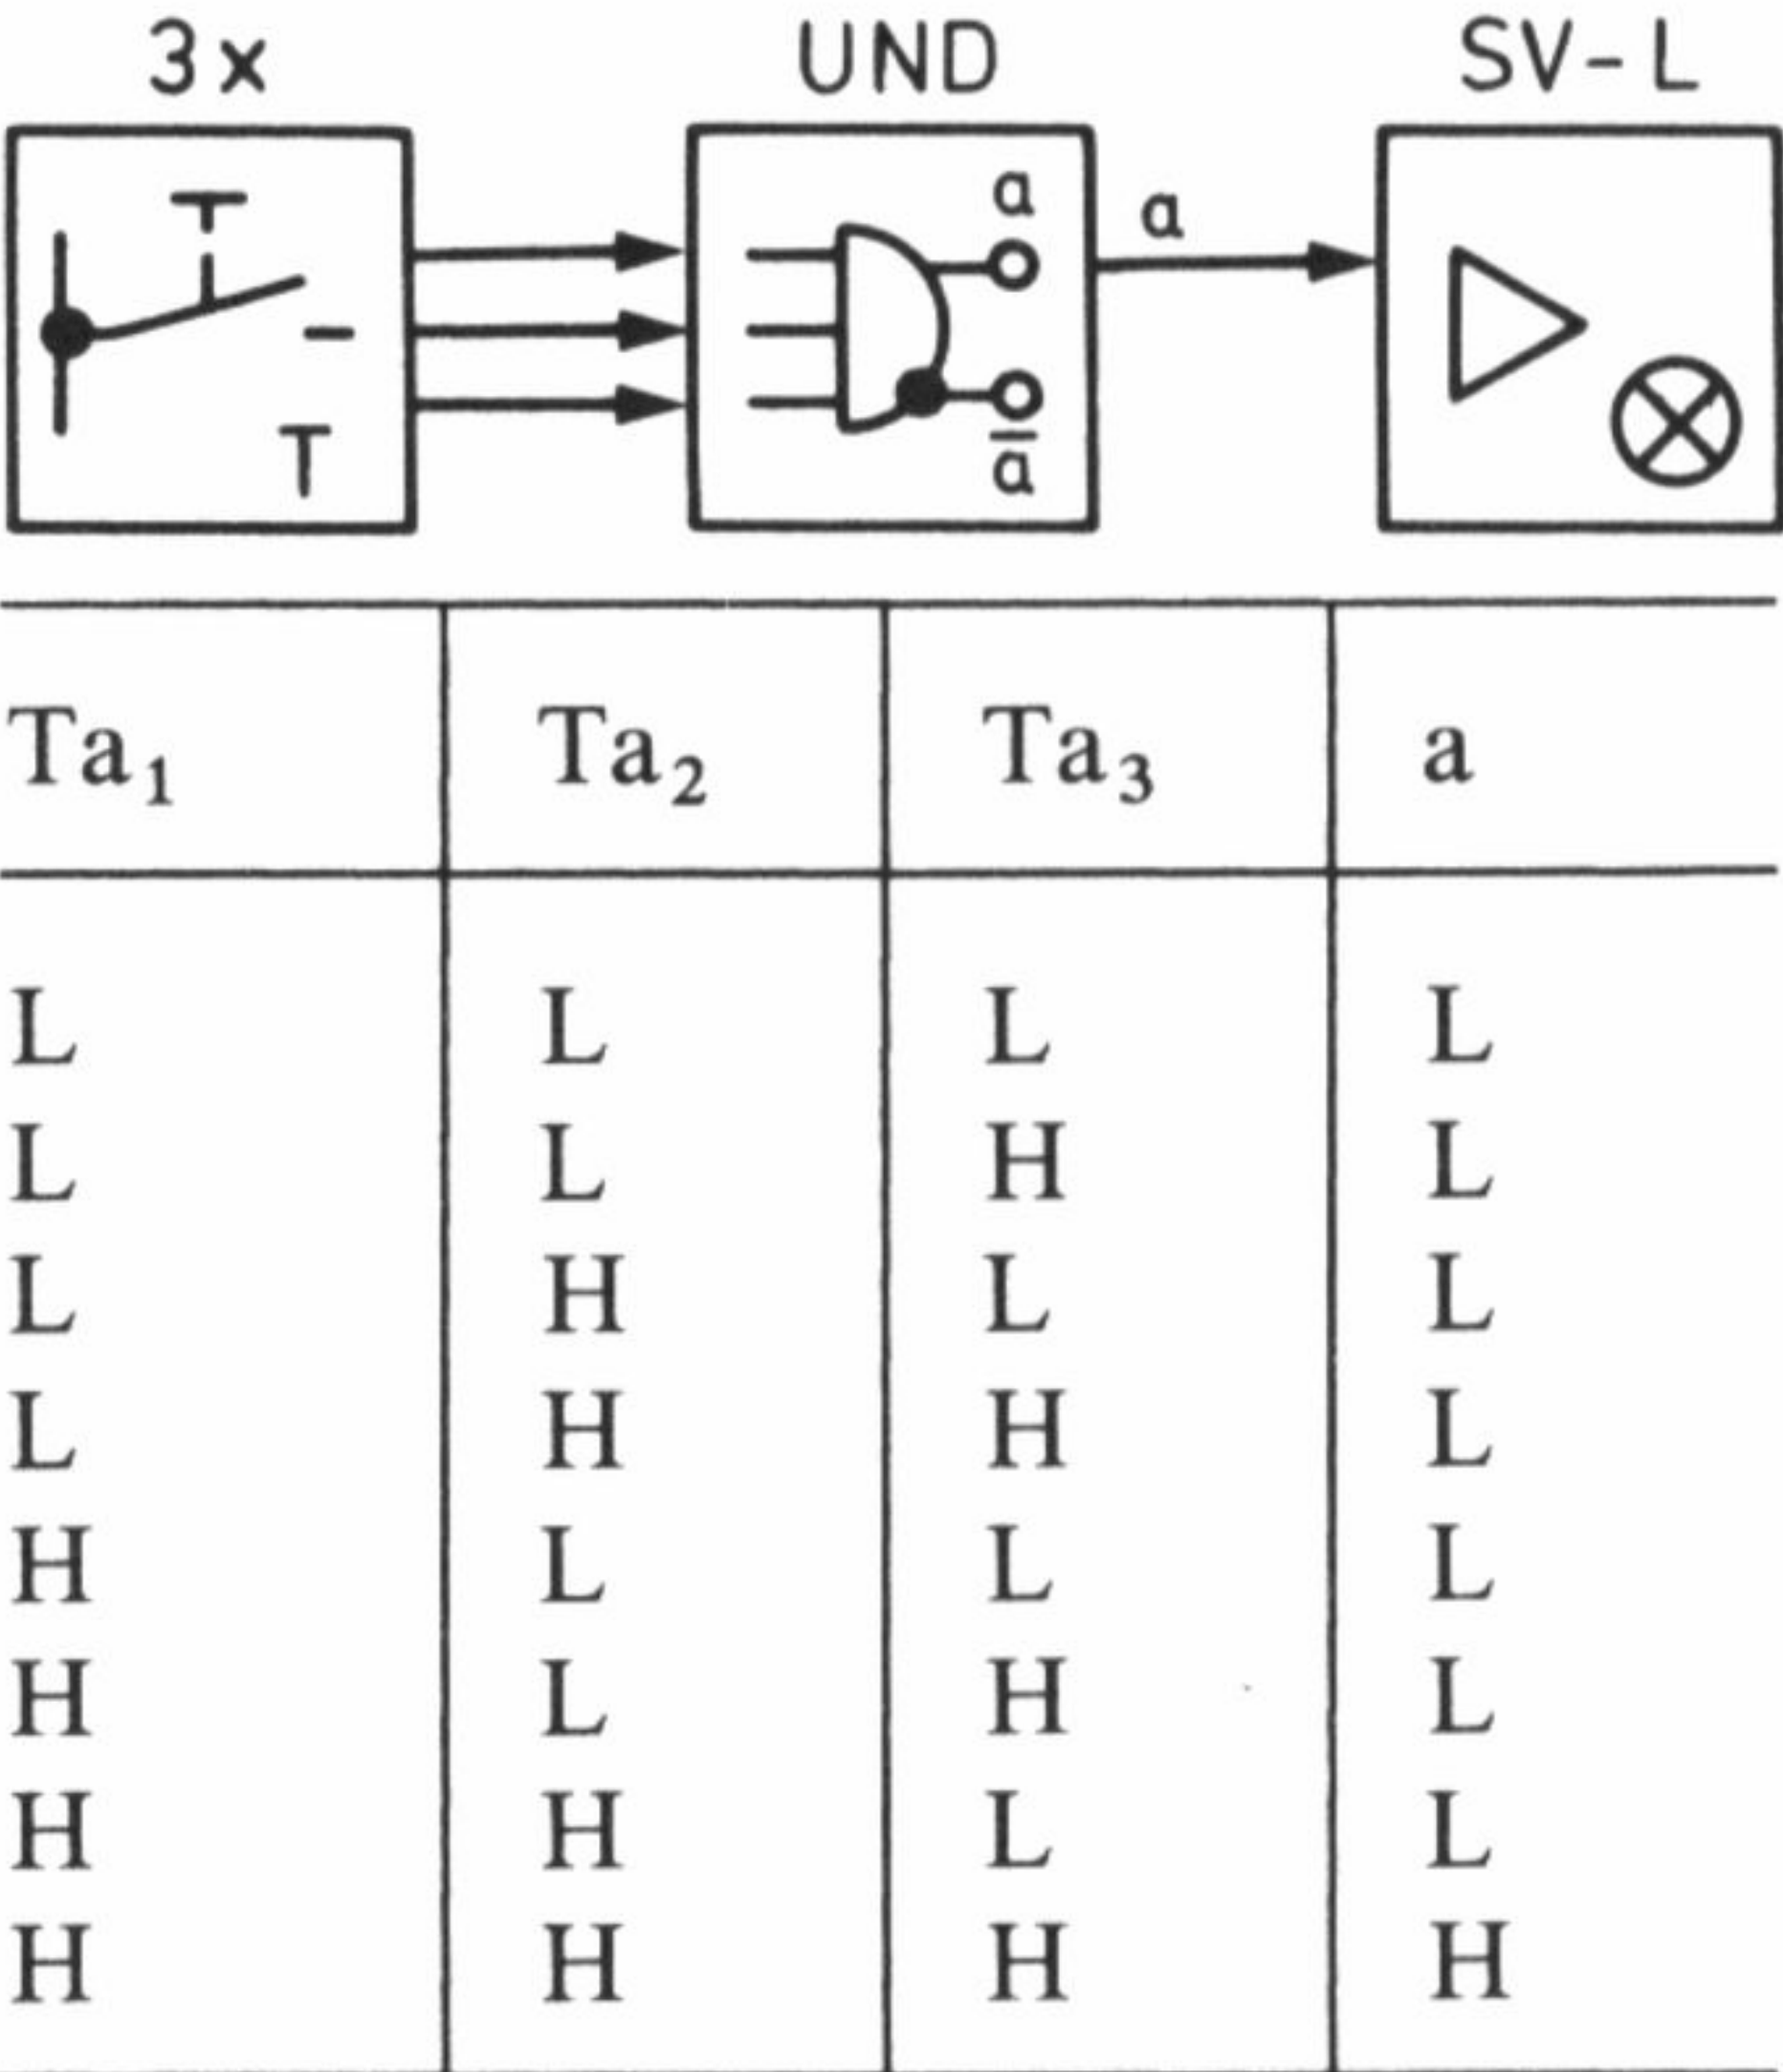 3x UND SV-L
T
a
a
-
T
a̅
Ta₁ Ta₂ Ta₃ a
L L L L
L L H L
L H L L
L H H L
H L L L
H L H L
H H L L
H H H H